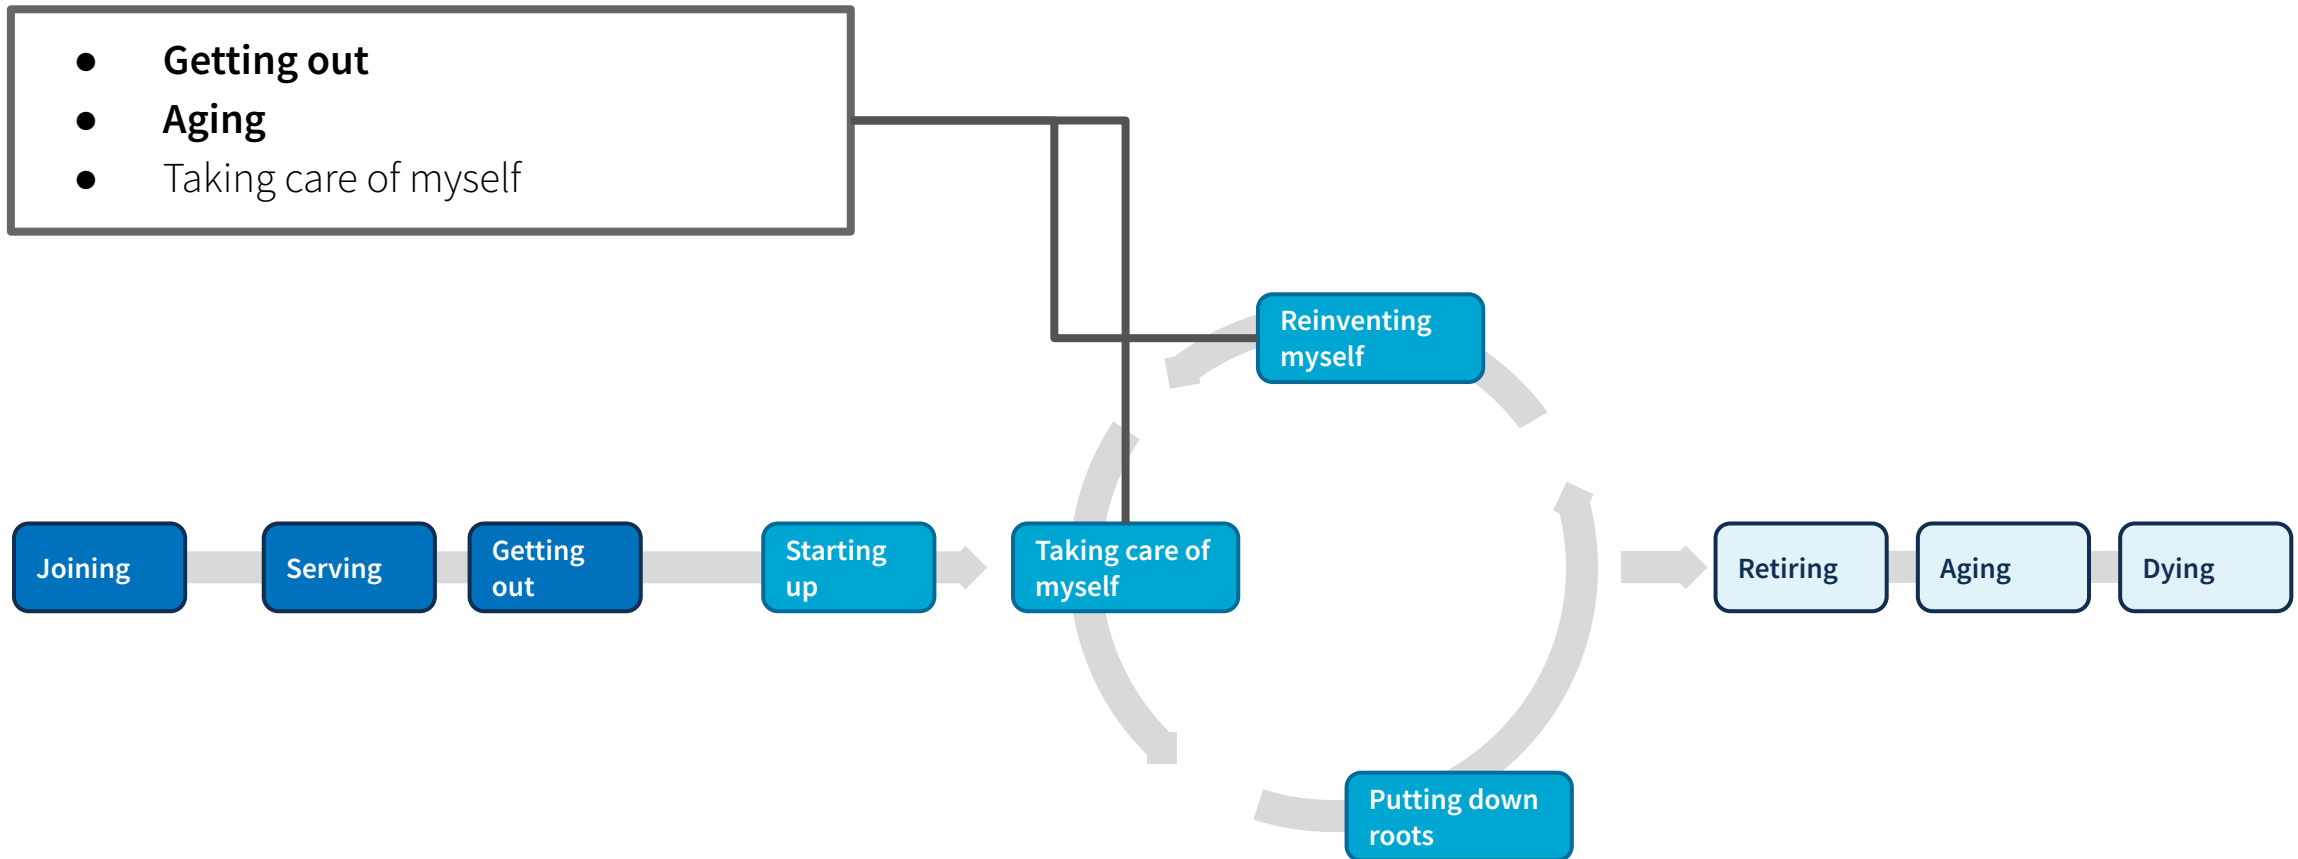 ● Getting out
● Aging
● Taking care of myself
Reinventing
myself
Joining
Serving
Getting
out
Starting
up
Taking care of
myself
Retiring
Aging
Dying
Putting down
roots